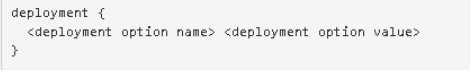 deployment {
  <deployment option name> <deployment option value>
}